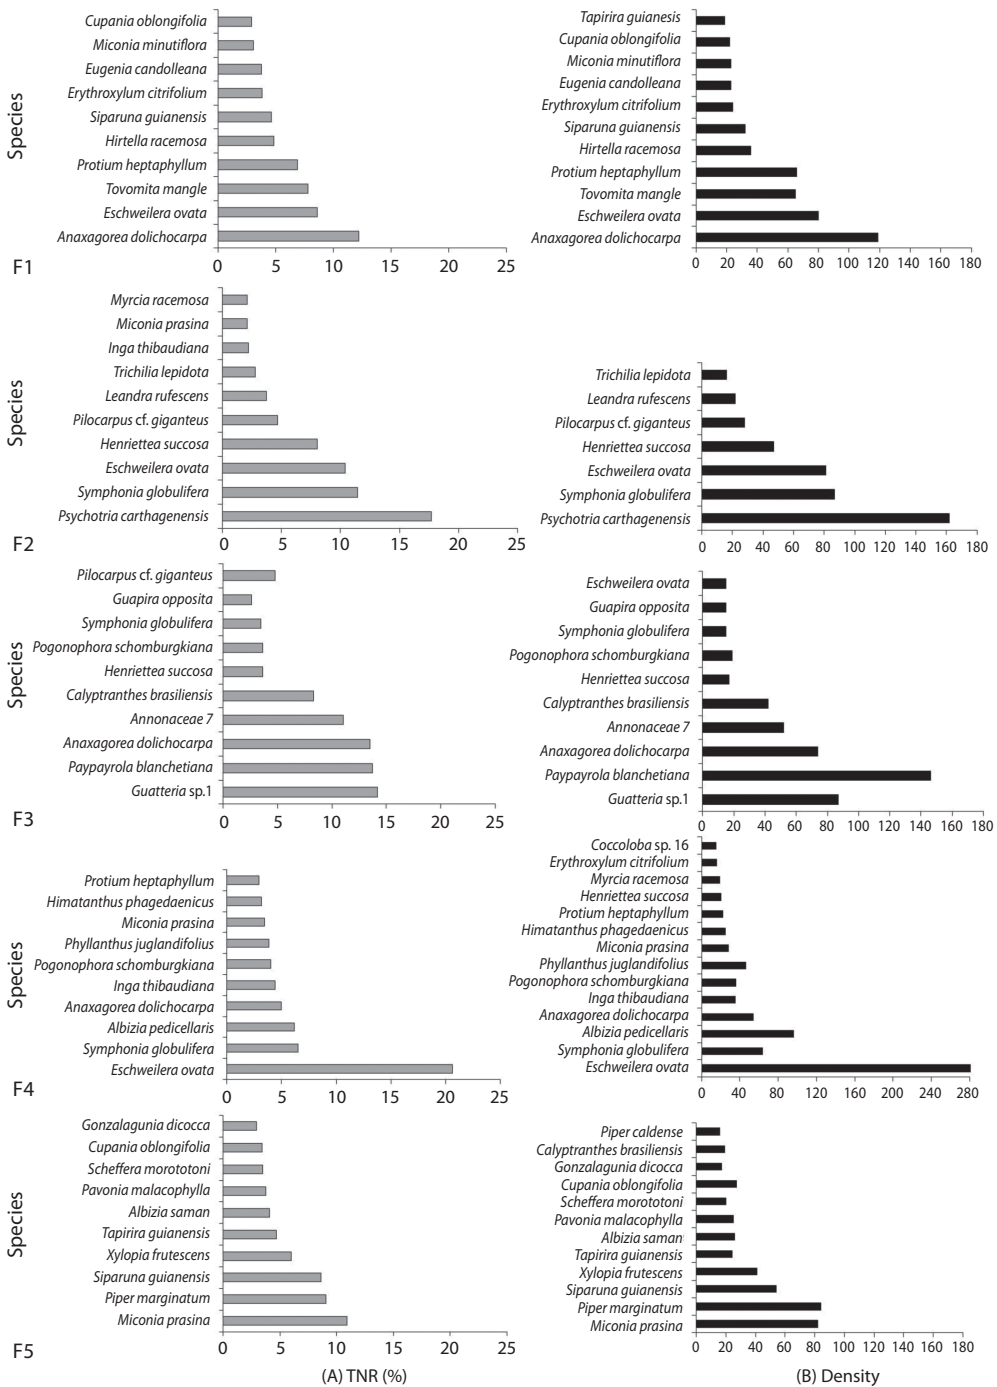 Species
Cupania oblongifolia
Miconia minutiflora
Eugenia candolleana
Erythroxylum citrifolium
Siparuna guianensis
Hirtella racemosa
Protium heptaphyllum
Tovomita mangle
Eschweilera ovata
Anaxagorea dolichocarpa
0 5 10 15 20 25
F1
Tapirira guianesis
Cupania oblongifolia
Miconia minutiflora
Eugenia candolleana
Erythroxylum citrifolium
Siparuna guianensis
Hirtella racemosa
Protium heptaphyllum
Tovomita mangle
Eschweilera ovata
Anaxagorea dolichocarpa
0 20 40 60 80 100 120 140 160 180
Species
Myrcia racemosa
Miconia prasina
Inga thibaudiana
Trichilia lepidota
Leandra rufescens
Pilocarpus cf. giganteus
Henriettea succosa
Eschweilera ovata
Symphonia globulifera
Psychotria carthagenensis
0 5 10 15 20 25
F2
Trichilia lepidota
Leandra rufescens
Pilocarpus cf. giganteus
Henriettea succosa
Eschweilera ovata
Symphonia globulifera
Psychotria carthagenensis
0 20 40 60 80 100 120 140 160 180
Species
Pilocarpus cf. giganteus
Guapira opposita
Symphonia globulifera
Pogonophora schomburgkiana
Henriettea succosa
Calyptranthes brasiliensis
Annonaceae 7
Anaxagorea dolichocarpa
Paypayrola blanchetiana
Guatteria sp.1
0 5 10 15 20 25
F3
Eschweilera ovata
Guapira opposita
Symphonia globulifera
Pogonophora schomburgkiana
Henriettea succosa
Calyptranthes brasiliensis
Annonaceae 7
Anaxagorea dolichocarpa
Paypayrola blanchetiana
Guatteria sp.1
0 20 40 60 80 100 120 140 160 180
Species
Protium heptaphyllum
Himatanthus phagedaenicus
Miconia prasina
Phyllanthus juglandifolius
Pogonophora schomburgkiana
Inga thibaudiana
Anaxagorea dolichocarpa
Albizia pedicellaris
Symphonia globulifera
Eschweilera ovata
0 5 10 15 20 25
F4
Coccoloba sp. 16
Erythroxylum citrifolium
Myrcia racemosa
Henriettea succosa
Protium heptaphyllum
Himatanthus phagedaenicus
Miconia prasina
Phyllanthus juglandifolius
Pogonophora schomburgkiana
Inga thibaudiana
Anaxagorea dolichocarpa
Albizia pedicellaris
Symphonia globulifera
Eschweilera ovata
0 40 80 120 160 200 240 280
Species
Gonzalagunia dicocca
Cupania oblongifolia
Scheffera morototoni
Pavonia malacophylla
Albizia saman
Tapirira guianensis
Xylopia frutescens
Siparuna guianensis
Piper marginatum
Miconia prasina
0 5 10 15 20 25
F5
(A) TNR (%)
Piper caldense
Calyptranthes brasiliensis
Gonzalagunia dicocca
Cupania oblongifolia
Scheffera morototoni
Pavonia malacophylla
Albizia saman
Tapirira guianensis
Xylopia frutescens
Siparuna guianensis
Piper marginatum
Miconia prasina
0 20 40 60 80 100 120 140 160 180
(B) Density